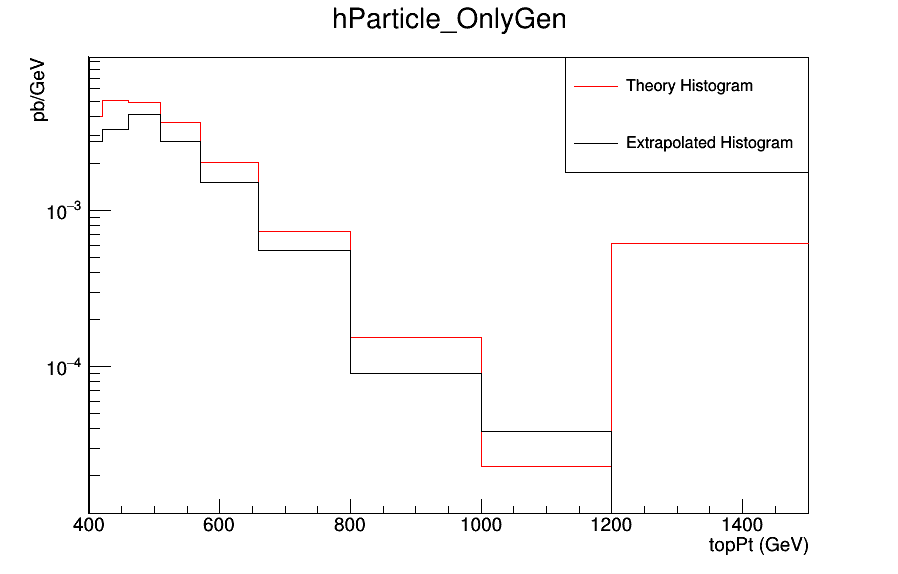 hParticle_OnlyGen
pb/GeV
Theory Histogram
Extrapolated Histogram
10⁻³
10⁻⁴
400 600 800 1000 1200 1400
topPt (GeV)